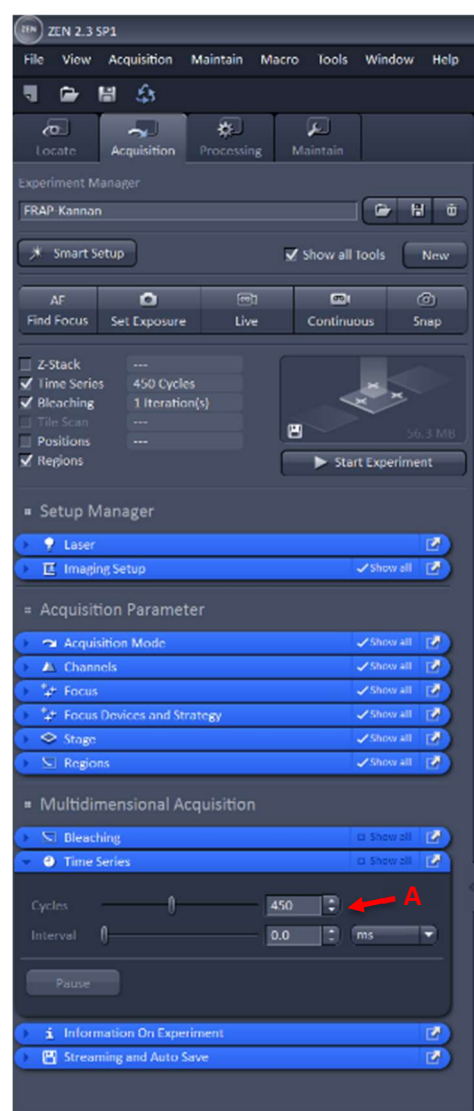 ZEN ZEN 2.3 SP1
File View Acquisition Maintain Macro Tools Window Help
Locate Acquisition Processing Maintain
Experiment Manager
FRAP-Kannan
Smart Setup Show all Tools New
AF
Find Focus Set Exposure Live Continuous Snap
Z-Stack ---
Time Series 450 Cycles
Bleaching 1 Iteration(s)
Tile Scan ---
Positions --- 56.3 MB
Regions Start Experiment
Setup Manager
Laser
Imaging Setup Show all
Acquisition Parameter
Acquisition Mode Show all
Channels Show all
Focus Show all
Focus Devices and Strategy Show all
Stage Show all
Regions Show all
Multidimensional Acquisition
Bleaching Show all
Time Series Show all
Cycles 450 A
Interval 0.0 ms
Pause
Information On Experiment
Streaming and Auto Save